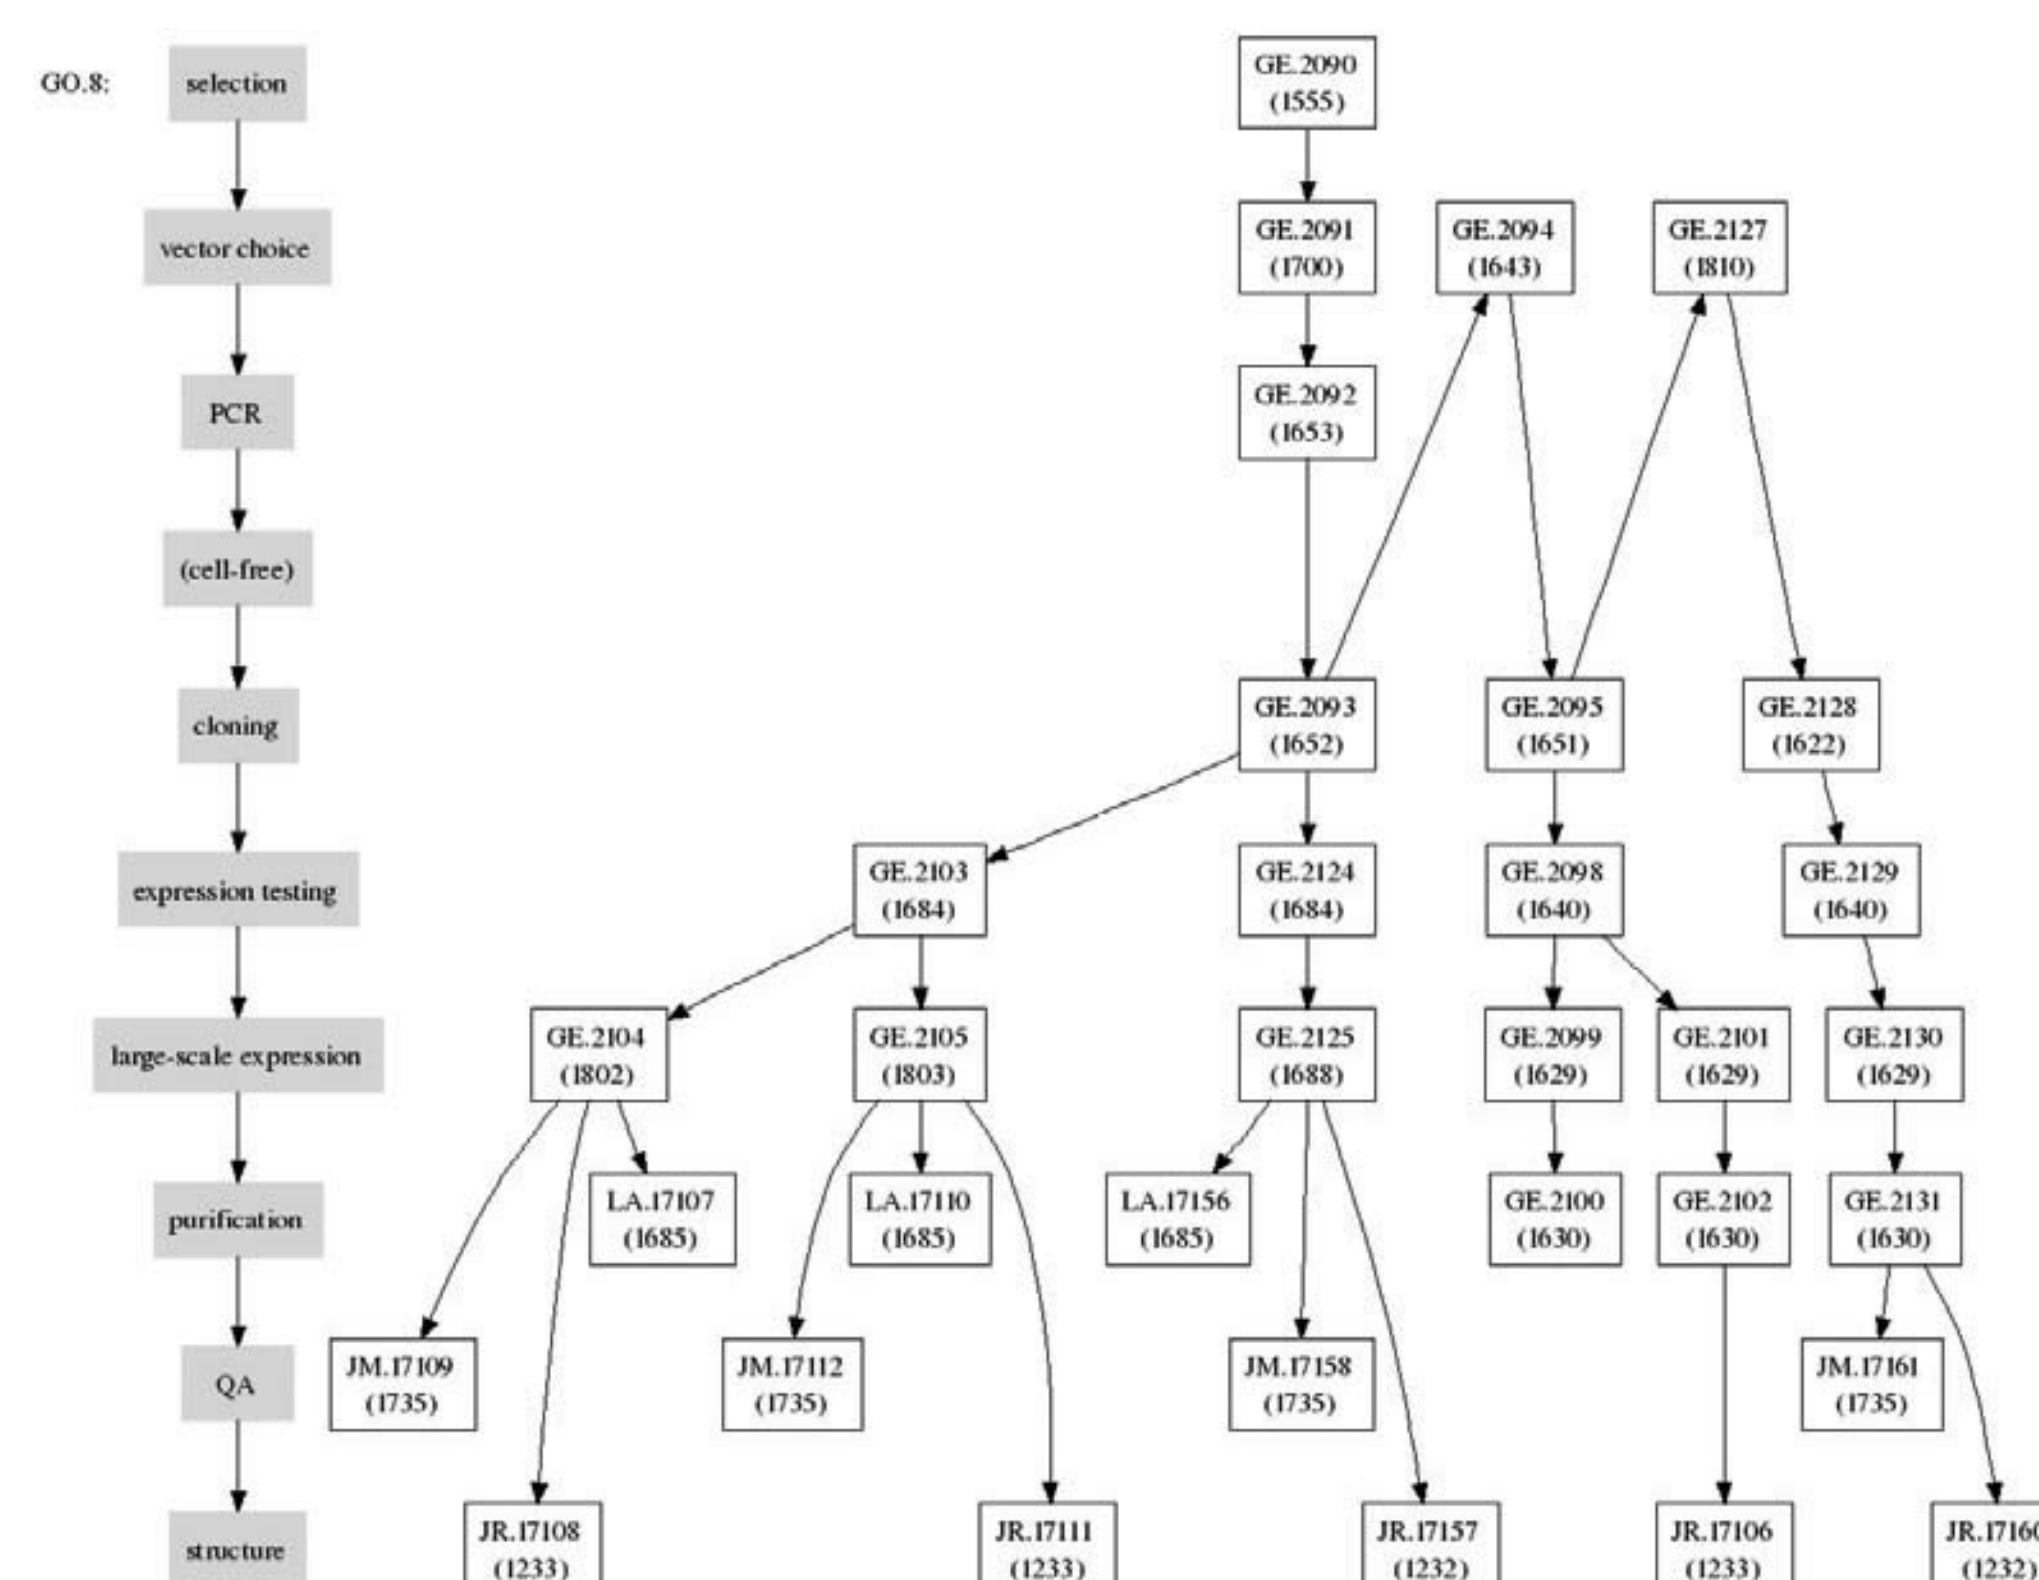 GO.8:
selection
GE.2090
(1555)
vector choice
GE.2091
(1700)
GE.2094
(1643)
GE.2127
(1810)
PCR
GE.2092
(1653)
(cell-free)
cloning
GE.2093
(1652)
GE.2095
(1651)
GE.2128
(1622)
expression testing
GE.2103
(1684)
GE.2124
(1684)
GE.2098
(1640)
GE.2129
(1640)
large-scale expression
GE.2104
(1802)
GE.2105
(1803)
GE.2125
(1688)
GE.2099
(1629)
GE.2101
(1629)
GE.2130
(1629)
purification
LA.17107
(1685)
LA.17110
(1685)
LA.17156
(1685)
GE.2100
(1630)
GE.2102
(1630)
GE.2131
(1630)
QA
JM.17109
(1735)
JM.17112
(1735)
JM.17158
(1735)
JM.17161
(1735)
structure
JR.17108
(1233)
JR.17111
(1233)
JR.17157
(1232)
JR.17106
(1233)
JR.17160
(1232)